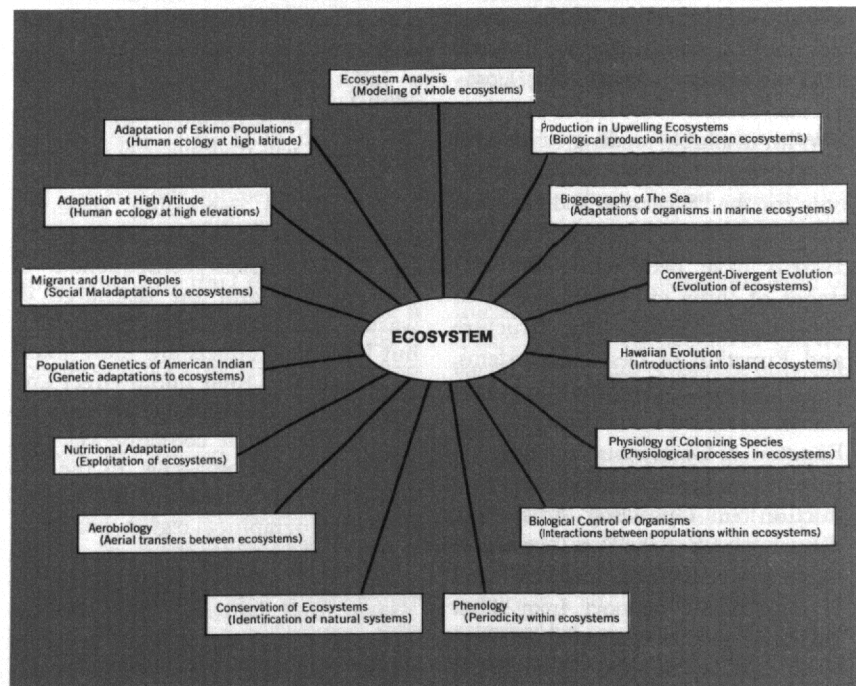 Ecosystem Analysis
(Modeling of whole ecosystems)
Adaptation of Eskimo Populations
(Human ecology at high latitude)
Production in Upwelling Ecosystems
(Biological production in rich ocean ecosystems)
Adaptation at High Altitude
(Human ecology at high elevations)
Biogeography of The Sea
(Adaptations of organisms in marine ecosystems)
Migrant and Urban Peoples
(Social Maladaptations to ecosystems)
Convergent-Divergent Evolution
(Evolution of ecosystems)
ECOSYSTEM
Population Genetics of American Indian
(Genetic adaptations to ecosystems)
Hawaiian Evolution
(Introductions into island ecosystems)
Nutritional Adaptation
(Exploitation of ecosystems)
Physiology of Colonizing Species
(Physiological processes in ecosystems)
Aerobiology
(Aerial transfers between ecosystems)
Biological Control of Organisms
(Interactions between populations within ecosystems)
Conservation of Ecosystems
(Identification of natural systems)
Phenology
(Periodicity within ecosystems